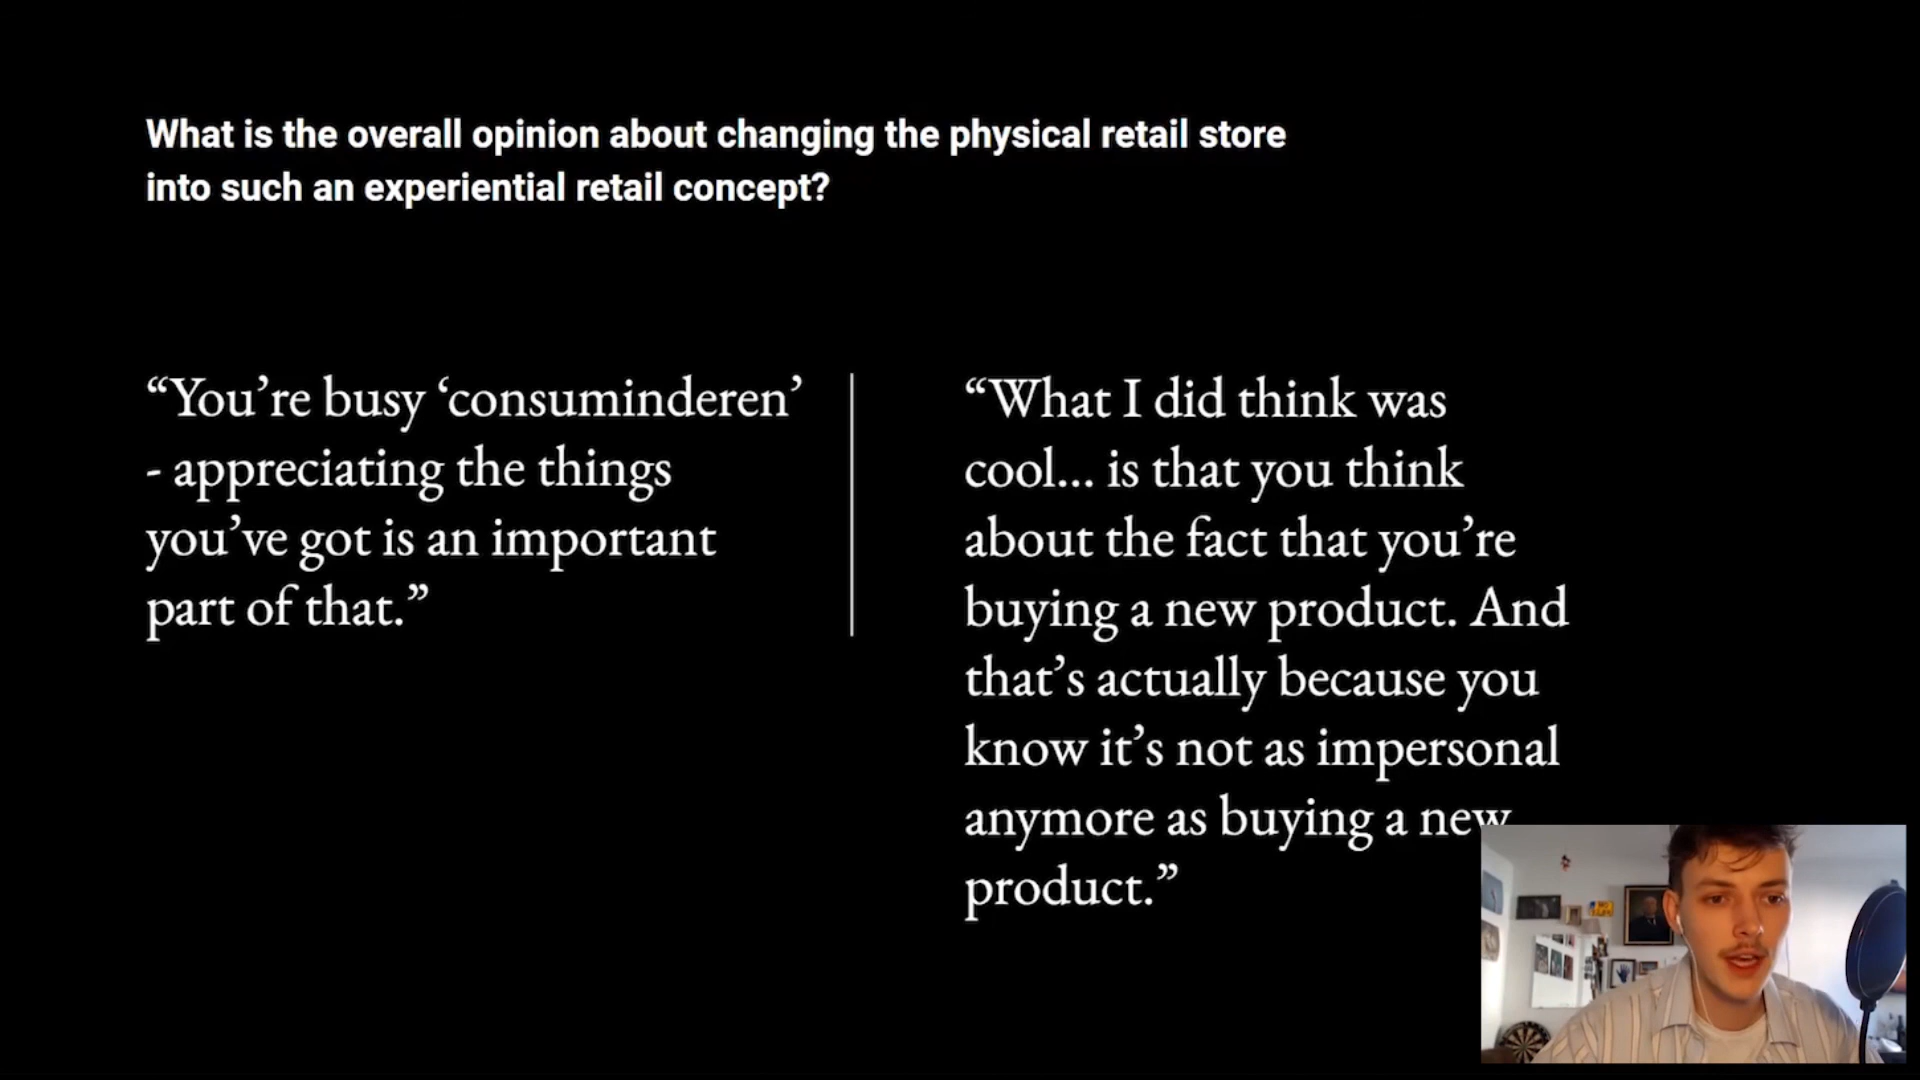 What is the overall opinion about changing the physical retail store
into such an experiential retail concept?
“You’re busy ‘consuminderen’
- appreciating the things
you’ve got is an important
part of that.”
“What I did think was
cool... is that you think
about the fact that you’re
buying a new product. And
that’s actually because you
know it’s not as impersonal
anymore as buying a new
product.”